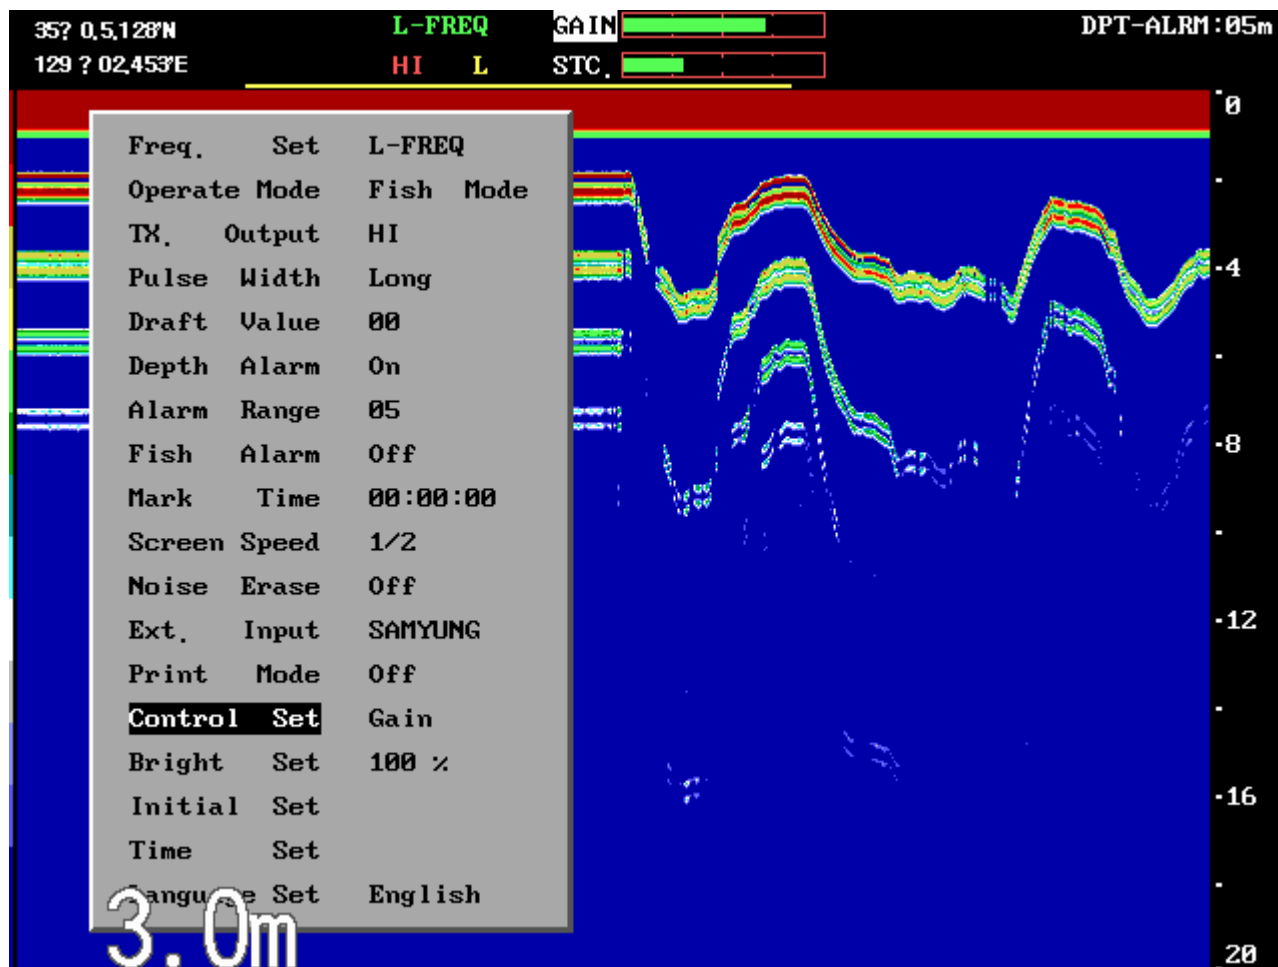 35? 0,5,128'N L-FREQ GAIN DPT-ALRM:05m
129 ? 02,453'E HI L STC.
0
Freq. Set L-FREQ
Operate Mode Fish Mode
TX. Output HI
Pulse Width Long
-4
Draft Value 00
Depth Alarm On
Alarm Range 05
-8
Fish Alarm Off
Mark Time 00:00:00
Screen Speed 1/2
Noise Erase Off
-12
Ext. Input SAMYUNG
Print Mode Off
Control Set Gain
Bright Set 100 %
-16
Initial Set
Time Set
Language Set English
3.0m
20